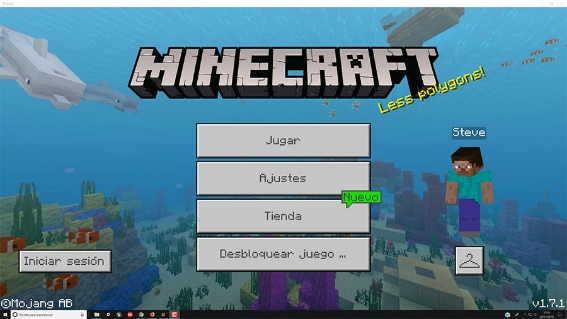 MINECRAFT
Less polygons!
Steve
Jugar
Ajustes
Nuevo
Tienda
Desbloquear juego ...
Iniciar sesión
©Mojang AB
v1.7.1